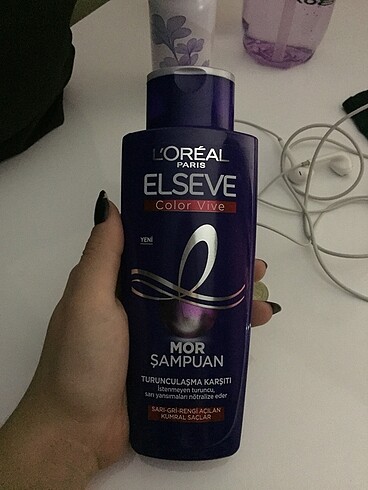 L'ORÉAL
PARIS
ELSEVE
Color Vive
YENİ
MOR
ŞAMPUAN
TURUNCULAŞMA KARŞITI
İstenmeyen turuncu,
sarı yansımaları nötralize eder
SARI-GRİ-RENGİ AÇILAN
KUMRAL SAÇLAR